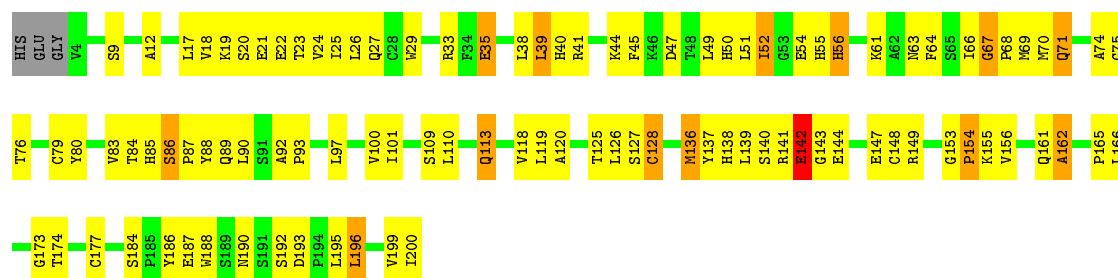 HIS GLU GLY V4 S9 A12 L17 V18 K19 S20 E21 E22 T23 V24 I25 L26 Q27 C28 W29 R33 F34 E35 L38 L39 H40 R41 K44 F45 K46 D47 T48 L49 H50 L51 I52 G53 E54 H55 H56 K61 A62 N63 F64 S65 I66 G67 P68 M69 M70 Q71 A74 G75
T76 C79 Y80 V83 T84 H85 S86 P87 Y88 Q89 L90 S91 A92 P93 L97 V100 I101 S109 L110 Q113 V118 L119 A120 T125 L126 S127 C128 M136 Y137 H138 L139 S140 R141 E142 G143 E144 E147 C148 R149 G153 P154 K155 V156 Q161 A162 P165 L166
G173 T174 C177 S184 P185 Y186 E187 W188 S189 N190 S191 S192 D193 P194 L195 L196 V199 I200